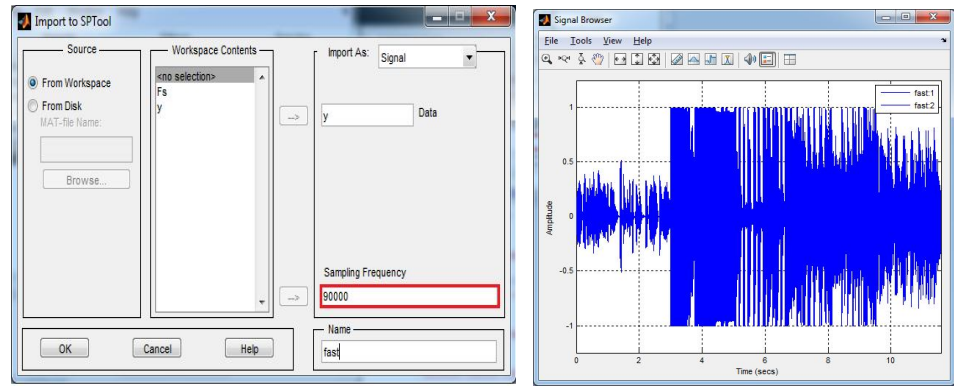 Import to SPTool
Source
From Workspace
From Disk
MAT-file Name:
Browse...
Workspace Contents
<no selection>
Fs
y
-->
-->
Import As:
Signal
y
Data
Sampling Frequency
90000
Name
fast
OK
Cancel
Help
Signal Browser
File Tools View Help
fast:1
fast:2
1
0.5
0
-0.5
-1
Amplitude
0 2 4 6 8 10
Time (secs)